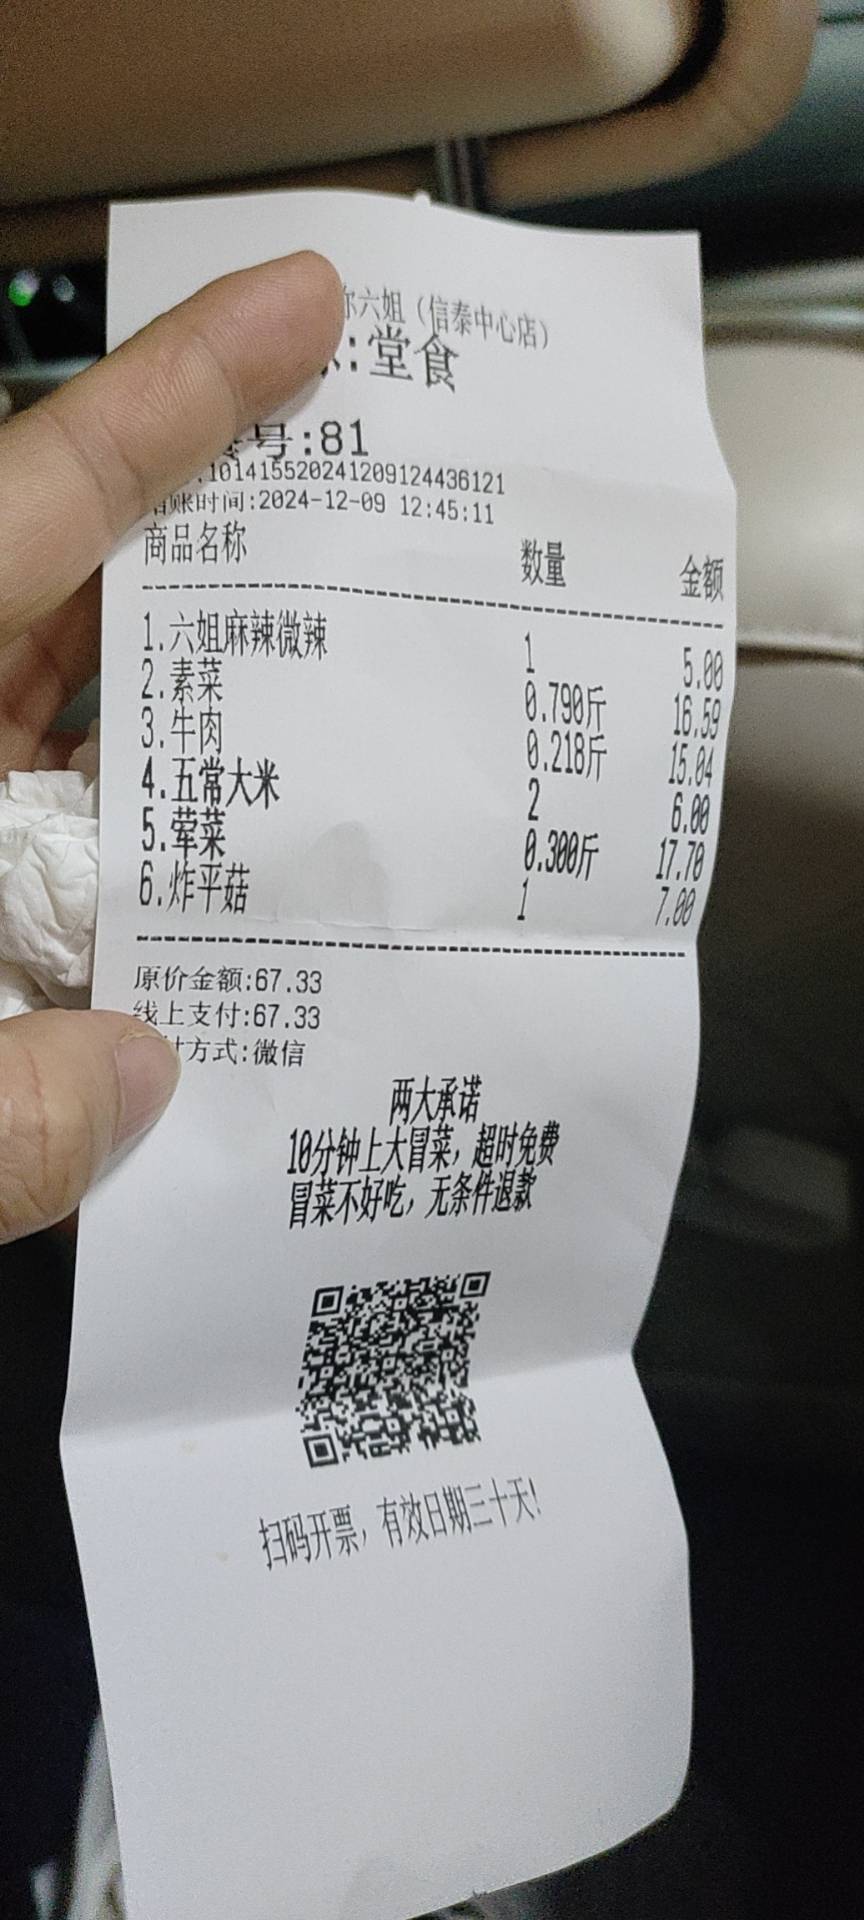 你六姐（信泰中心店）
:堂食
号:81
101415520241209124436121
账时间:2024-12-09 12:45:11
商品名称 数量 金额
1.六姐麻辣微辣 1 5.00
2.素菜 0.790斤 16.59
3.牛肉 0.218斤 15.04
4.五常大米 2 6.00
5.荤菜 0.300斤 17.70
6.炸平菇 1 7.00
原价金额:67.33
线上支付:67.33
方式:微信
两大承诺
10分钟上大冒菜，超时免费
冒菜不好吃，无条件退款
扫码开票，有效日期三十天!